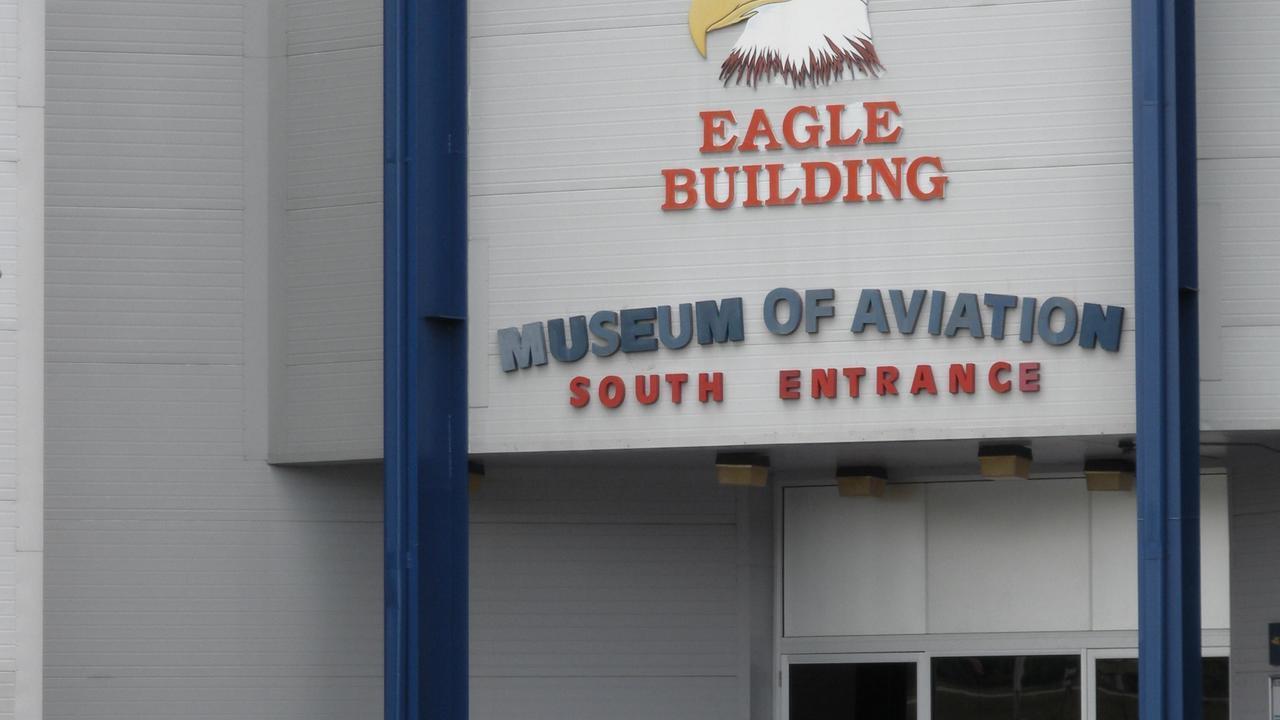 EAGLE
BUILDING
MUSEUM OF AVIATION
SOUTH ENTRANCE